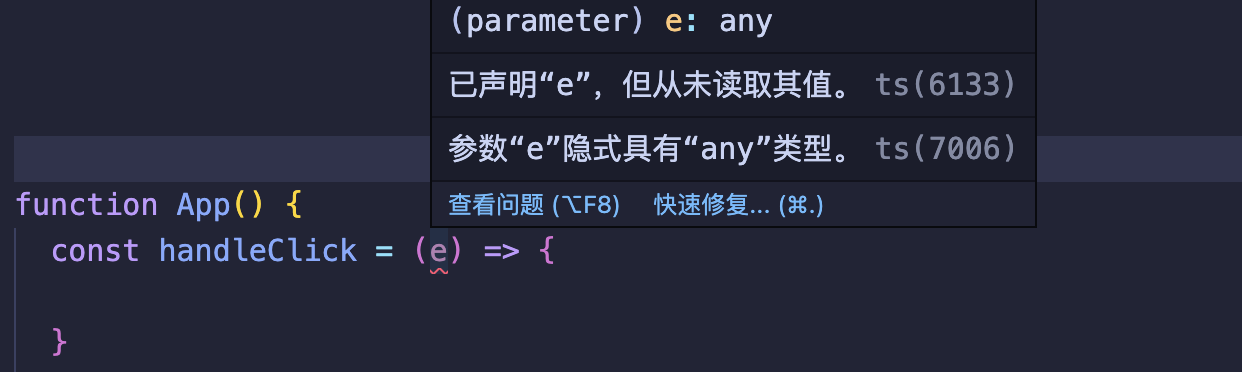 (parameter) e: any
已声明“e”，但从未读取其值。 ts(6133)
参数“e”隐式具有“any”类型。 ts(7006)
查看问题 (⌥F8) 快速修复... (⌘.)
function App() {
const handleClick = (e) => {
}